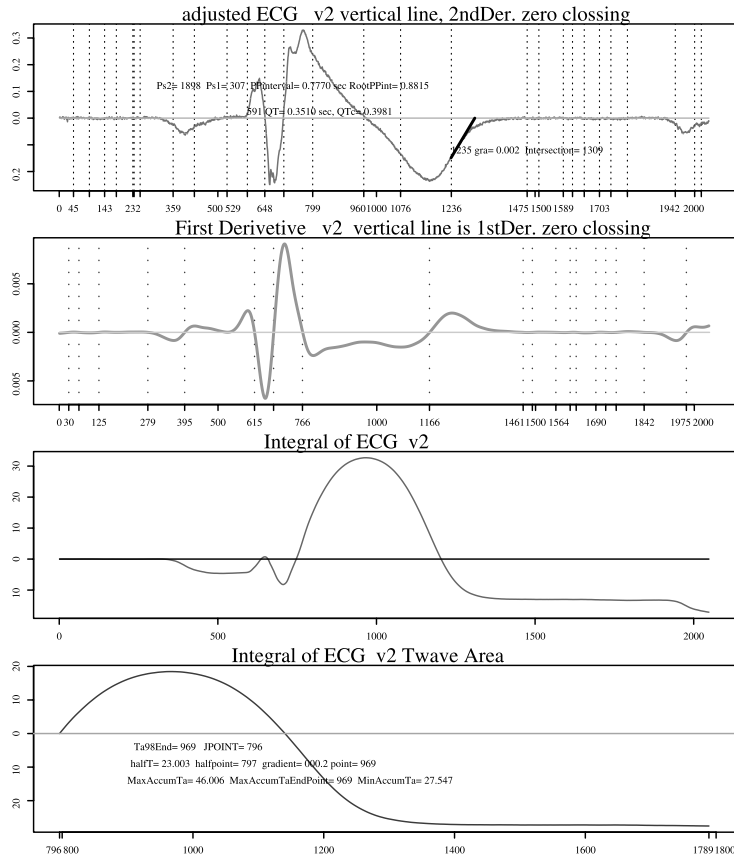 adjusted ECG v2 vertical line, 2ndDer. zero clossing
0.3
0.2
0.1
0.0
0.2
Ps2= 1898 Ps1= 307 PPinterval= 0.7770 sec RootPPint= 0.8815
591 QT= 0.3510 sec, QTc= 0.3981
1235 gra= 0.002 Intersection= 1309
0 45 143 232 359 500 529 648 799 960 1000 1076 1236 1475 1500 1589 1703 1942 2000
First Derivetive v2 vertical line is 1stDer. zero clossing
0.005
0.000
0.005
0 30 125 279 395 500 615 766 1000 1166 1461 1500 1564 1690 1842 1975 2000
Integral of ECG v2
30
20
10
0
10
0 500 1000 1500 2000
Integral of ECG v2 Twave Area
20
10
0
10
20
Ta98End= 969 JPOINT= 796
halfT= 23.003 halfpoint= 797 gradient= 000.2 point= 969
MaxAccumTa= 46.006 MaxAccumTaEndPoint= 969 MinAccumTa= 27.547
796 800 1000 1200 1400 1600 1789 1800